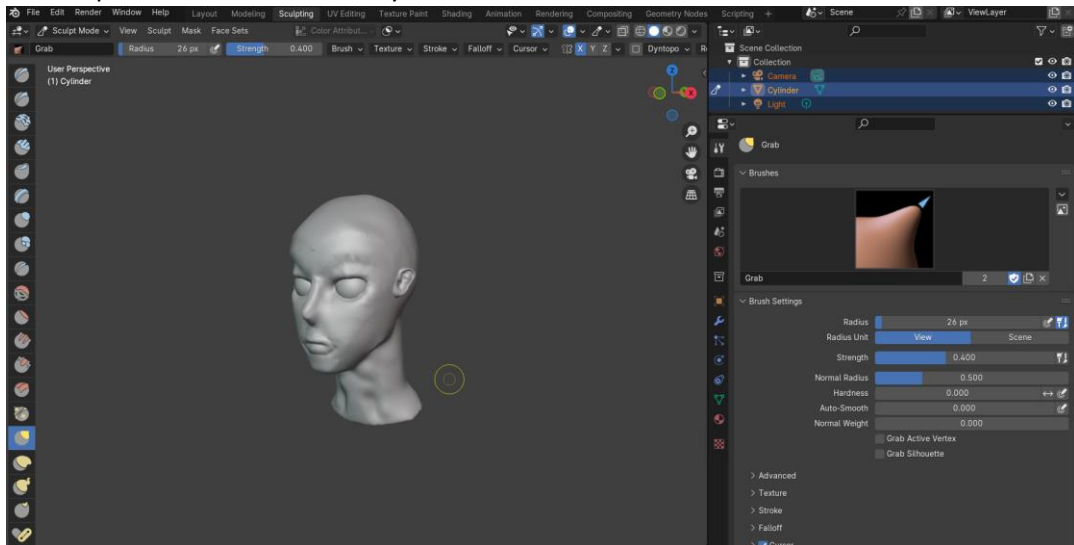 File Edit Render Window Help Layout Modeling Sculpting UV Editing Texture Paint Shading Animation Rendering Compositing Geometry Nodes Scripting + Scene ViewLayer
Sculpt Mode View Sculpt Mask Face Sets Color Attribut...
Grab Radius 26 px Strength 0.400 Brush Texture Stroke Falloff Cursor X Y Z Dyntopo R
User Perspective
(1) Cylinder
Z
X
Scene Collection
Collection
Camera
Cylinder
Light
Grab
Brushes
Grab 2
Brush Settings
Radius 26 px
Radius Unit View Scene
Strength 0.400
Normal Radius 0.500
Hardness 0.000
Auto-Smooth 0.000
Normal Weight 0.000
Grab Active Vertex
Grab Silhouette
Advanced
Texture
Stroke
Falloff
Cursor